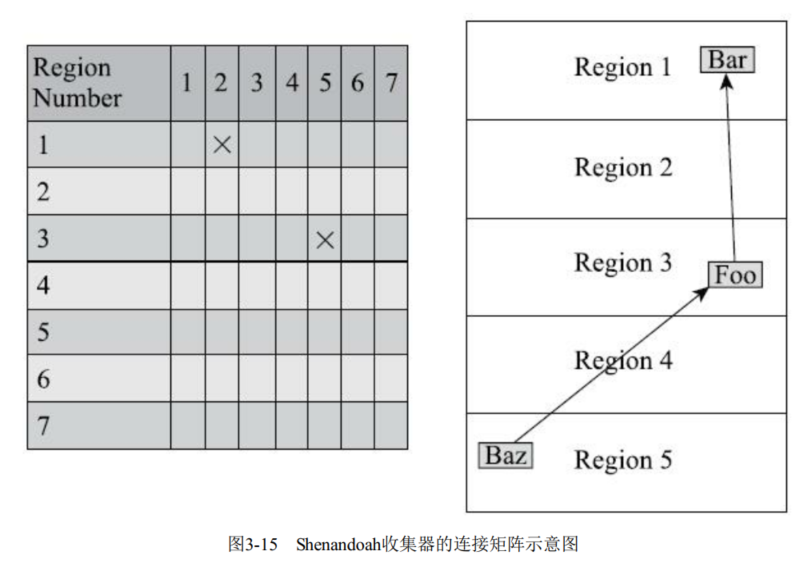 Region
Number 1 2 3 4 5 6 7
1 ×
2
3 ×
4
5
6
7
Region 1 Bar
Region 2
Region 3 Foo
Region 4
Baz Region 5
图3-15 Shenandoah收集器的连接矩阵示意图